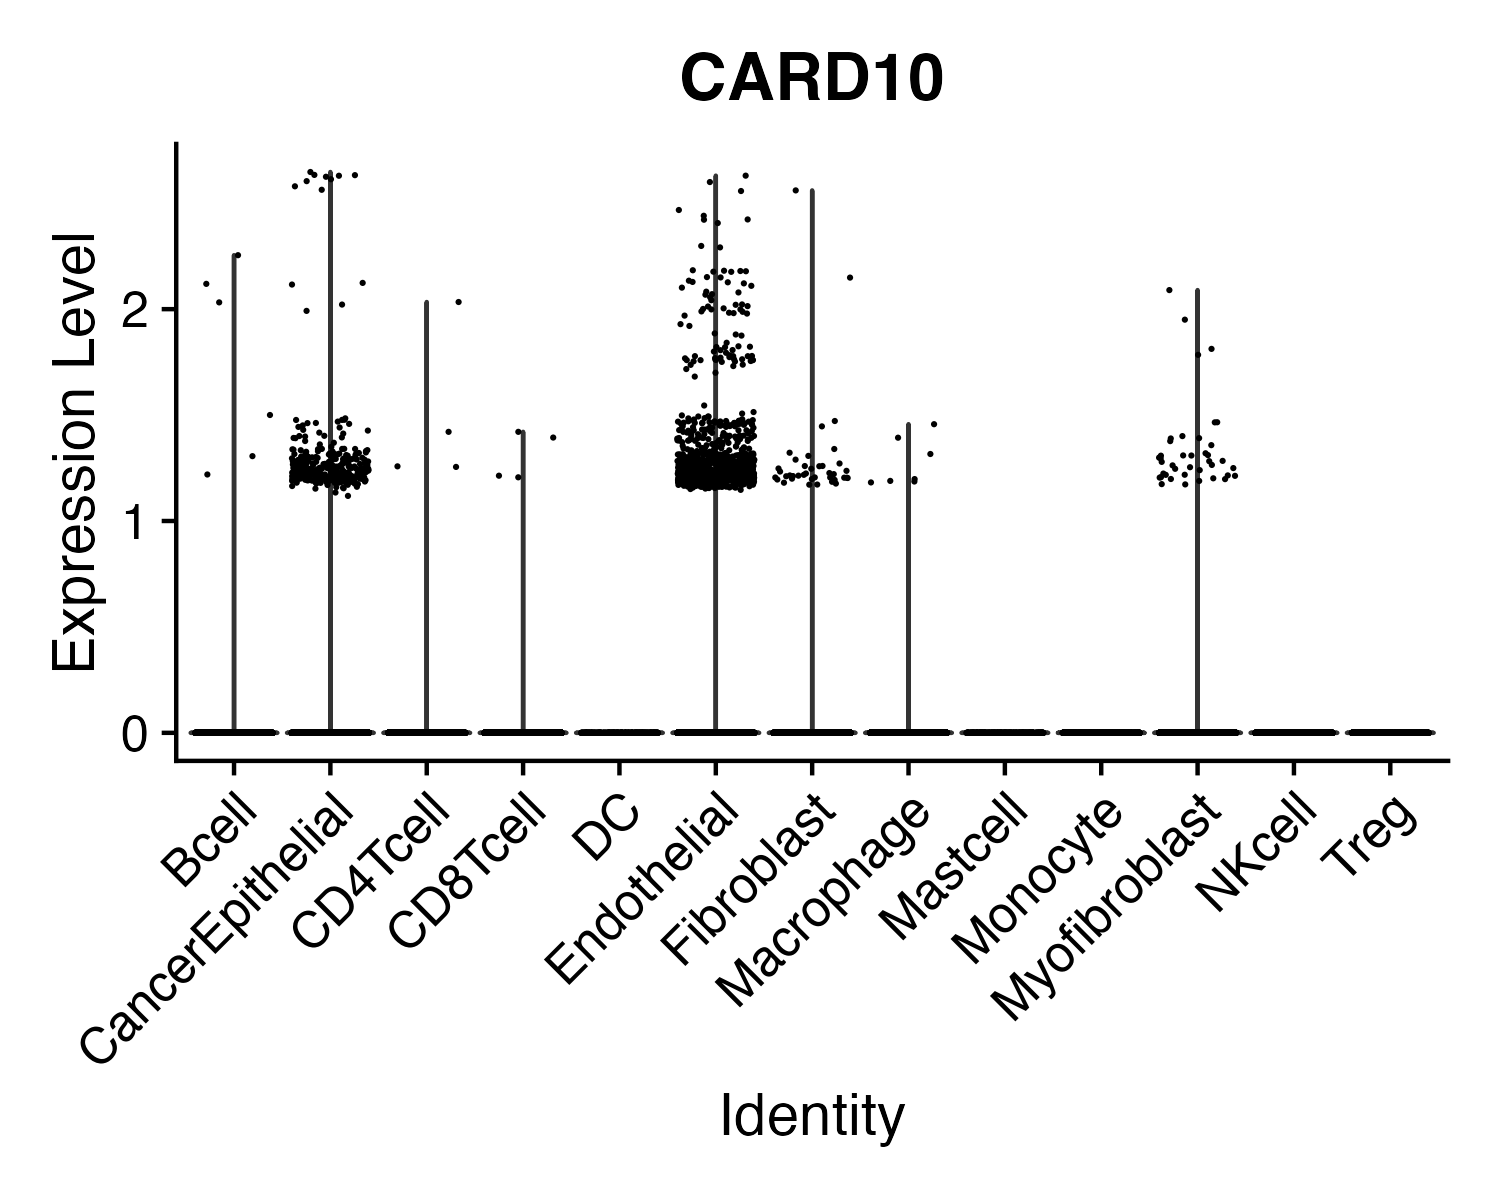 CARD10
Expression Level
2
1
0
Bcell
CancerEpithelial
CD4Tcell
CD8Tcell
DC
Endothelial
Fibroblast
Macrophage
Mastcell
Monocyte
Myofibroblast
NKcell
Treg
Identity